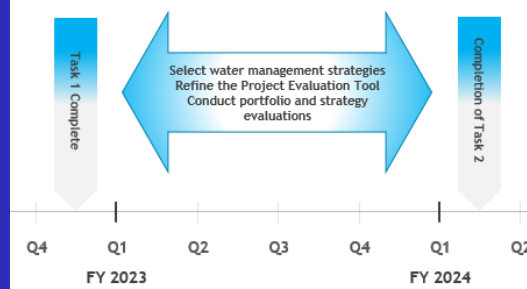 Task 1 Complete
Select water management strategies
Refine the Project Evaluation Tool
Conduct portfolio and strategy
evaluations
Completion of Task 2
Q4 Q1 Q2 Q3 Q4 Q1 Q2
FY 2023 FY 2024